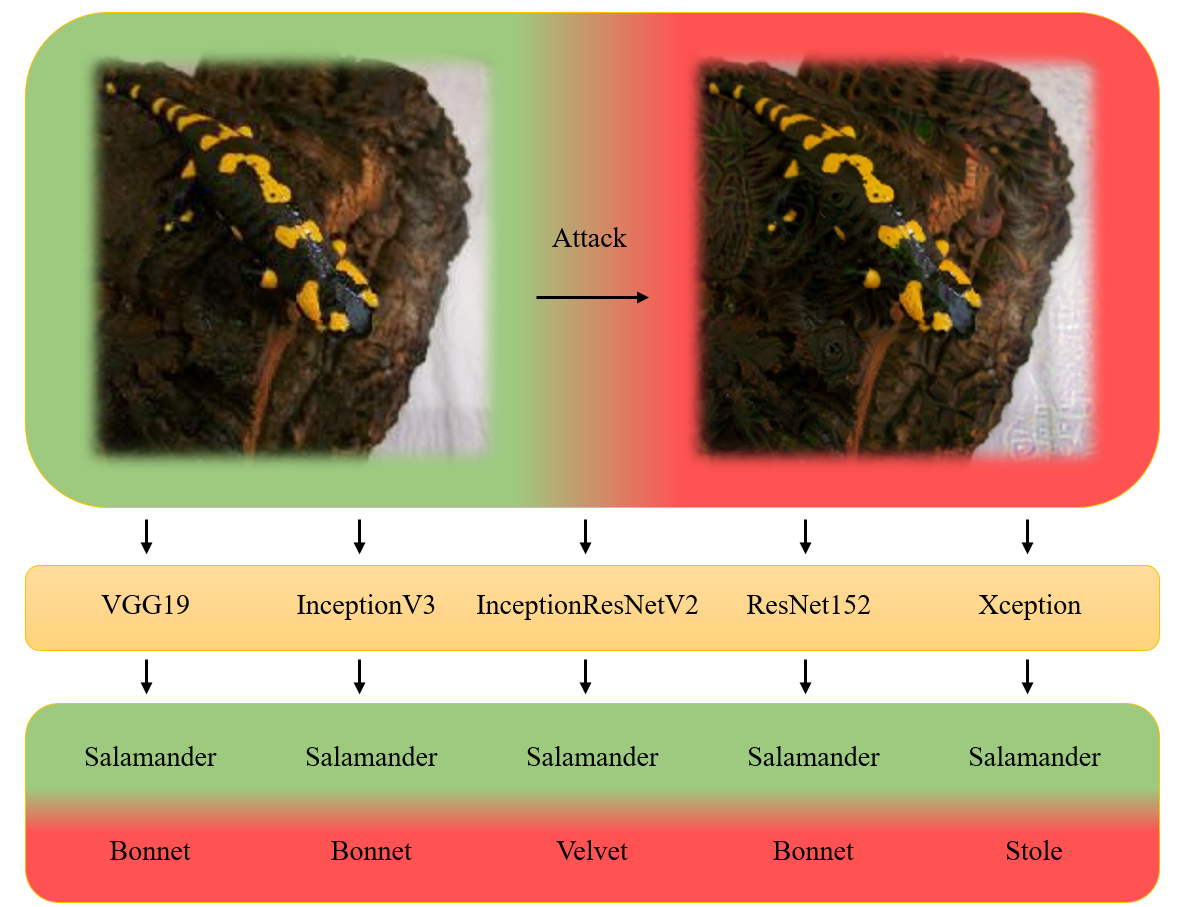 Attack
VGG19 InceptionV3 InceptionResNetV2 ResNet152 Xception
Salamander Salamander Salamander Salamander Salamander
Bonnet Bonnet Velvet Bonnet Stole